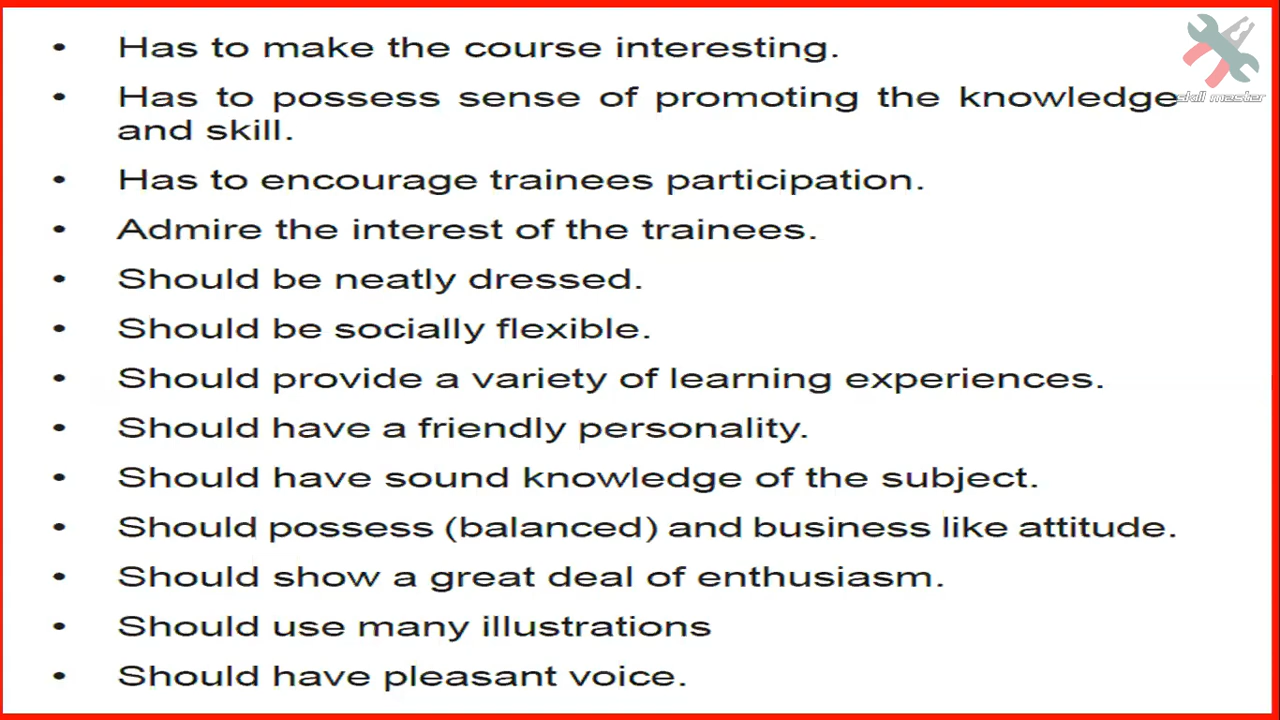 • Has to make the course interesting.
• Has to possess sense of promoting the knowledge
and skill.
• Has to encourage trainees participation.
• Admire the interest of the trainees.
• Should be neatly dressed.
• Should be socially flexible.
• Should provide a variety of learning experiences.
• Should have a friendly personality.
• Should have sound knowledge of the subject.
• Should possess (balanced) and business like attitude.
• Should show a great deal of enthusiasm.
• Should use many illustrations
• Should have pleasant voice.
skill master